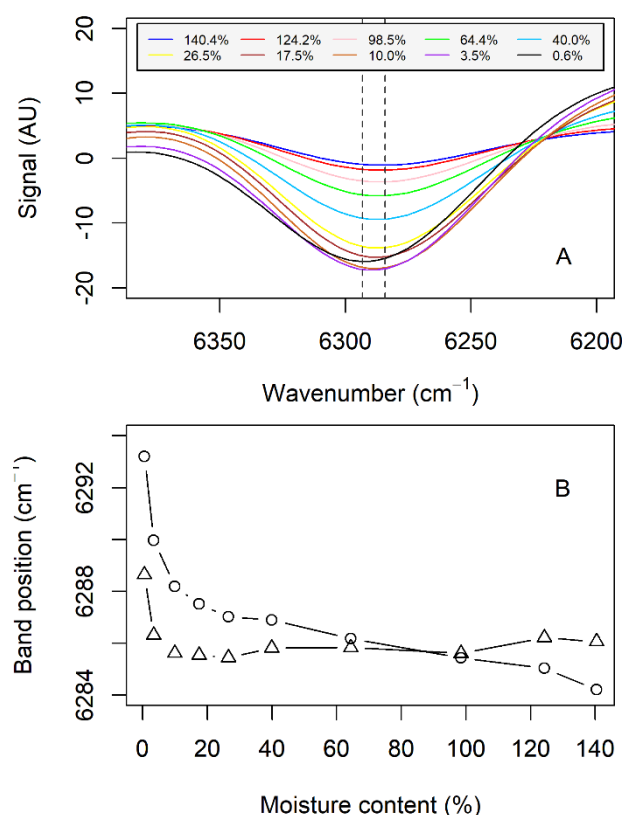 20
140.4% 124.2% 98.5% 64.4% 40.0%
26.5% 17.5% 10.0% 3.5% 0.6%
10
Signal (AU)
0
-10
A
-20
6350 6300 6250 6200
Wavenumber (cm⁻¹)
6292
B
Band position (cm⁻¹)
6288
6284
0 20 40 60 80 100 120 140
Moisture content (%)